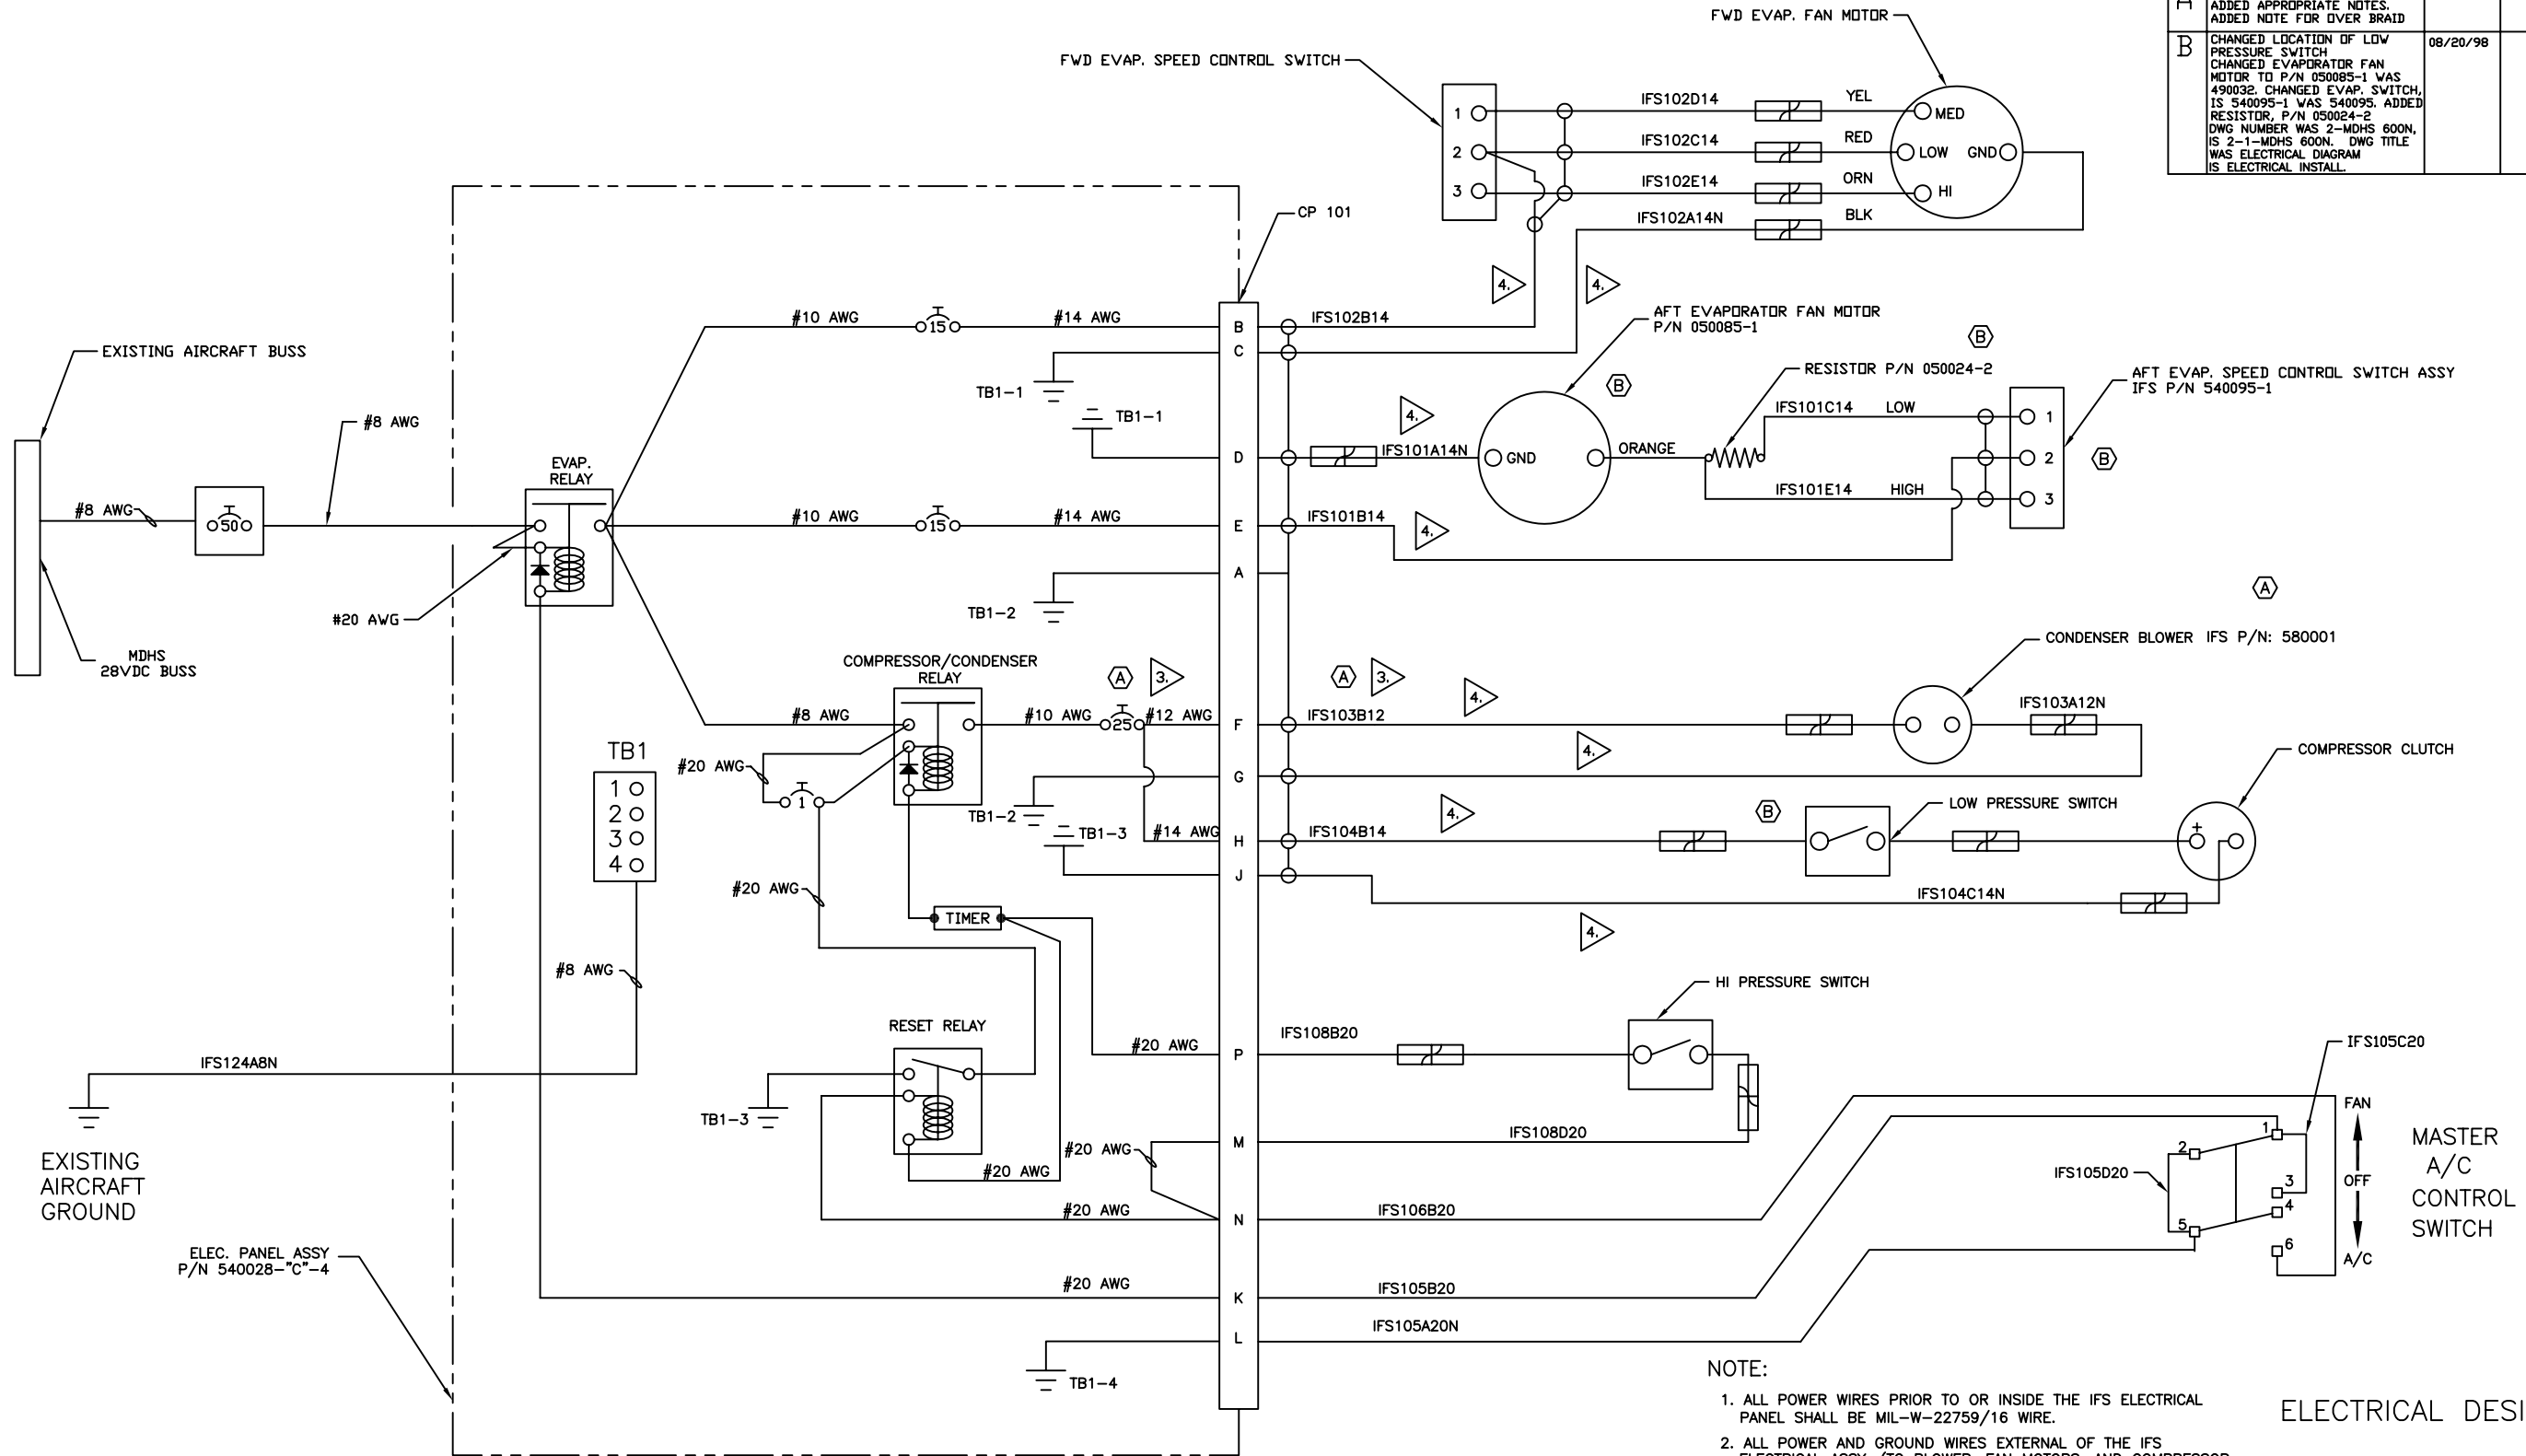 ADDED APPROPRIATE NOTES.
ADDED NOTE FOR OVER BRAID
B
CHANGED LOCATION OF LOW
PRESSURE SWITCH
CHANGED EVAPORATOR FAN
MOTOR TO P/N 050085-1 WAS
490032. CHANGED EVAP. SWITCH,
IS 540095-1 WAS 540095. ADDED
RESISTOR, P/N 050024-2
DWG NUMBER WAS 2-MDHS 600N,
IS 2-1-MDHS 600N. DWG TITLE
WAS ELECTRICAL DIAGRAM
IS ELECTRICAL INSTALL.
08/20/98
FWD EVAP. FAN MOTOR
FWD EVAP. SPEED CONTROL SWITCH
1
2
3
IFS102D14
YEL
MED
IFS102C14
RED
LOW
GND
IFS102E14
ORN
HI
IFS102A14N
BLK
CP 101
4.
4.
EXISTING AIRCRAFT BUSS
#8 AWG
#8 AWG
50
MDHS
28VDC BUSS
EVAP.
RELAY
#20 AWG
#10 AWG
15
#14 AWG
B
IFS102B14
C
TB1-1
TB1-1
D
4.
IFS101A14N
AFT EVAPORATOR FAN MOTOR
P/N 050085-1
B
GND
ORANGE
RESISTOR P/N 050024-2
B
IFS101C14
LOW
IFS101E14
HIGH
1
2
3
AFT EVAP. SPEED CONTROL SWITCH ASSY
IFS P/N 540095-1
B
#10 AWG
15
#14 AWG
E
IFS101B14
4.
A
TB1-2
A
CONDENSER BLOWER IFS P/N: 580001
COMPRESSOR/CONDENSER
RELAY
#8 AWG
#10 AWG
25
#12 AWG
A
3.
F
A
3.
IFS103B12
4.
IFS103A12N
4.
G
TB1-2
TB1-3
#14 AWG
H
IFS104B14
4.
B
LOW PRESSURE SWITCH
COMPRESSOR CLUTCH
+
J
IFS104C14N
4.
#20 AWG
1
TB1
1
2
3
4
#20 AWG
TIMER
#8 AWG
HI PRESSURE SWITCH
RESET RELAY
#20 AWG
P
IFS108B20
IFS124A8N
TB1-3
#20 AWG
#20 AWG
M
IFS108D20
#20 AWG
N
IFS106B20
EXISTING
AIRCRAFT
GROUND
ELEC. PANEL ASSY
P/N 540028-"C"-4
#20 AWG
K
IFS105B20
L
IFS105A20N
TB1-4
IFS105C20
IFS105D20
1
2
3
4
5
6
FAN
OFF
A/C
MASTER
A/C
CONTROL
SWITCH
NOTE:
1. ALL POWER WIRES PRIOR TO OR INSIDE THE IFS ELECTRICAL
PANEL SHALL BE MIL-W-22759/16 WIRE.
2. ALL POWER AND GROUND WIRES EXTERNAL OF THE IFS
ELECTRICAL DESI